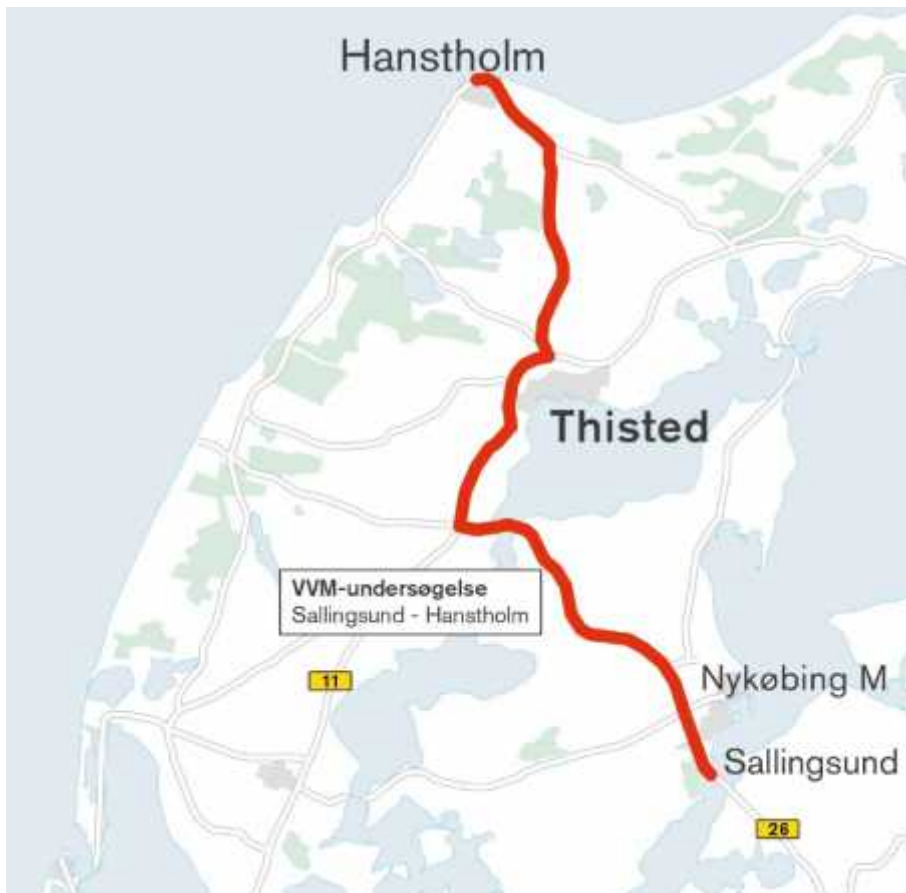 Hanstholm
Thisted
VVM-undersøgelse
Sallingsund - Hanstholm
11
Nykøbing M
Sallingsund
26